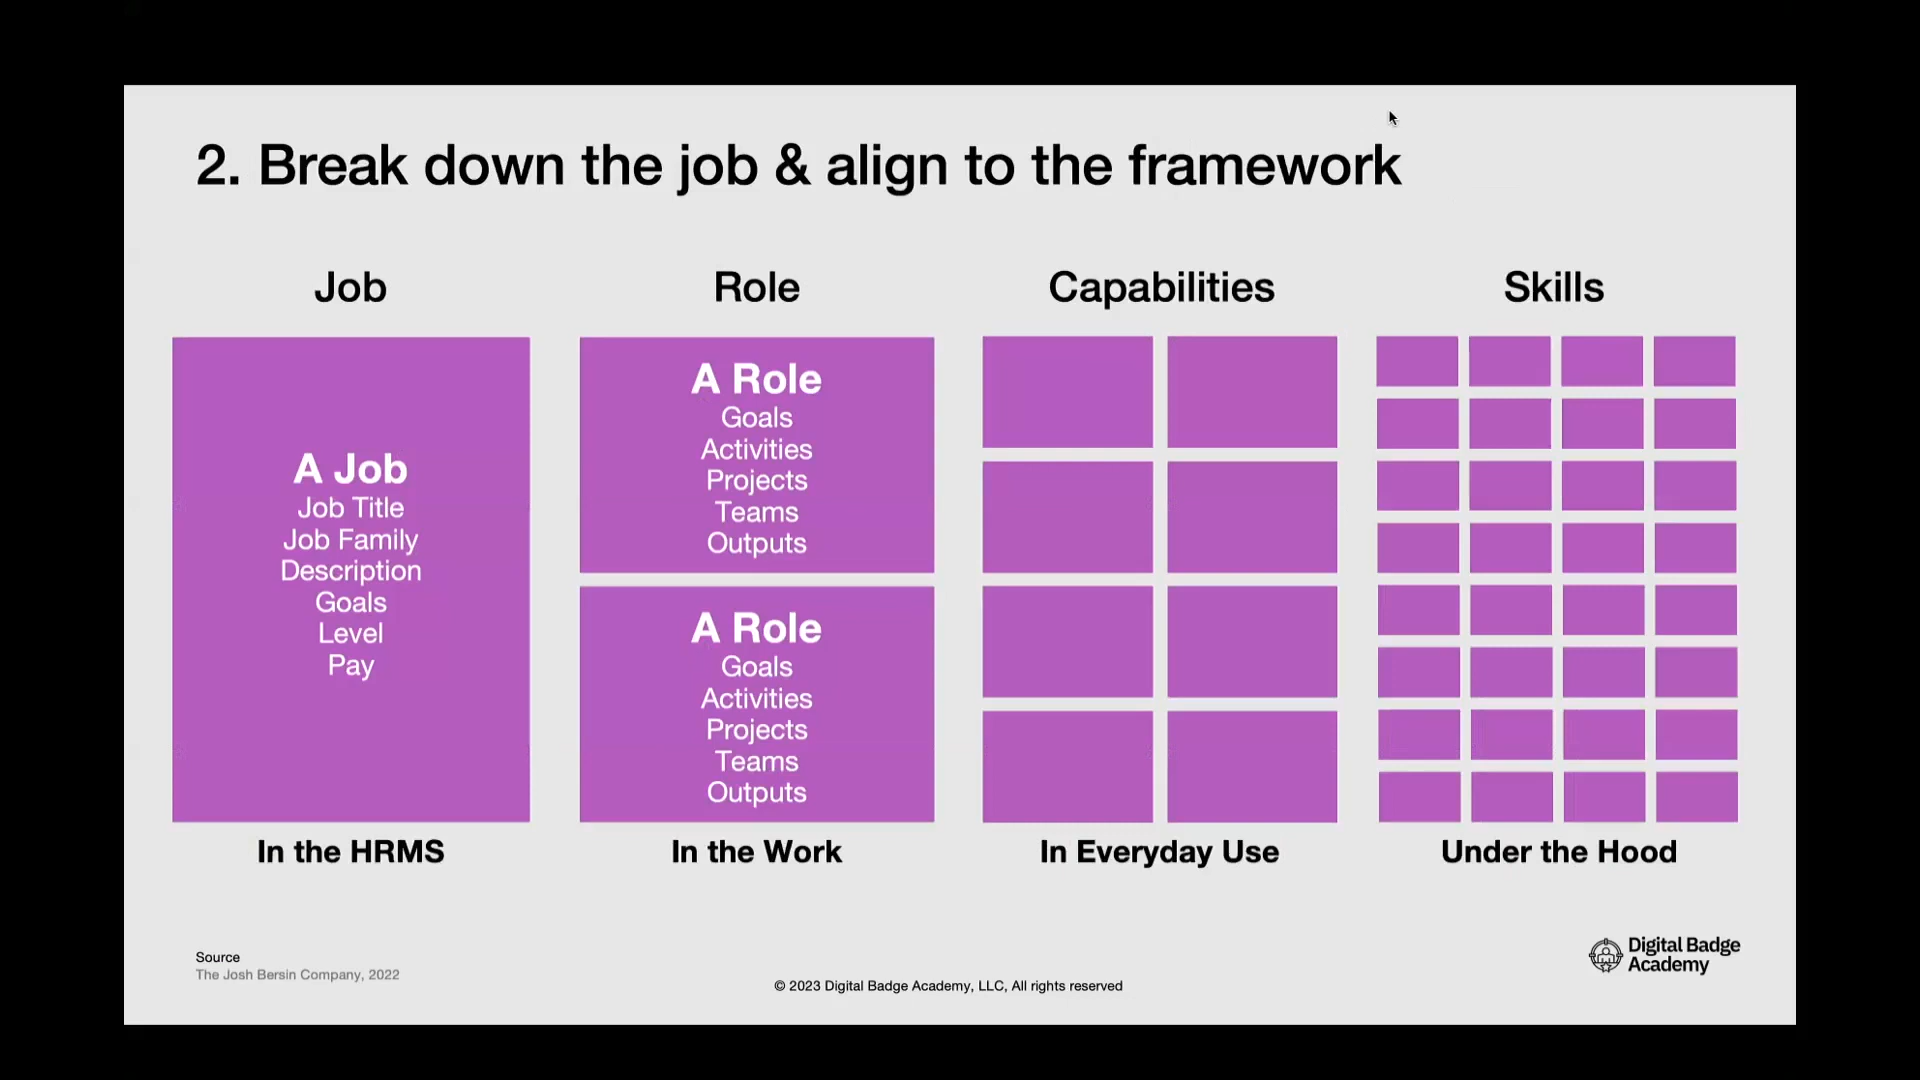 2. Break down the job & align to the framework
Job
A Job
Job Title
Job Family
Description
Goals
Level
Pay
In the HRMS
Role
A Role
Goals
Activities
Projects
Teams
Outputs
A Role
Goals
Activities
Projects
Teams
Outputs
In the Work
Capabilities
In Everyday Use
Skills
Under the Hood
Source
The Josh Bersin Company, 2022
© 2023 Digital Badge Academy, LLC, All rights reserved
Digital Badge
Academy